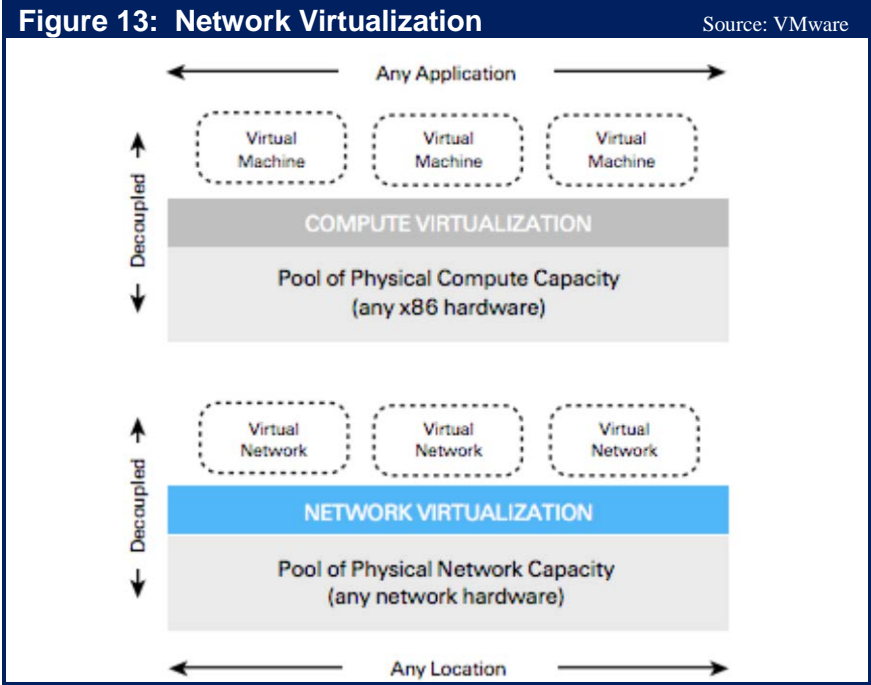 Figure 13: Network Virtualization
Source: VMware
Any Application
Decoupled
Virtual
Machine
Virtual
Machine
Virtual
Machine
COMPUTE VIRTUALIZATION
Pool of Physical Compute Capacity
(any x86 hardware)
Decoupled
Virtual
Network
Virtual
Network
Virtual
Network
NETWORK VIRTUALIZATION
Pool of Physical Network Capacity
(any network hardware)
Any Location